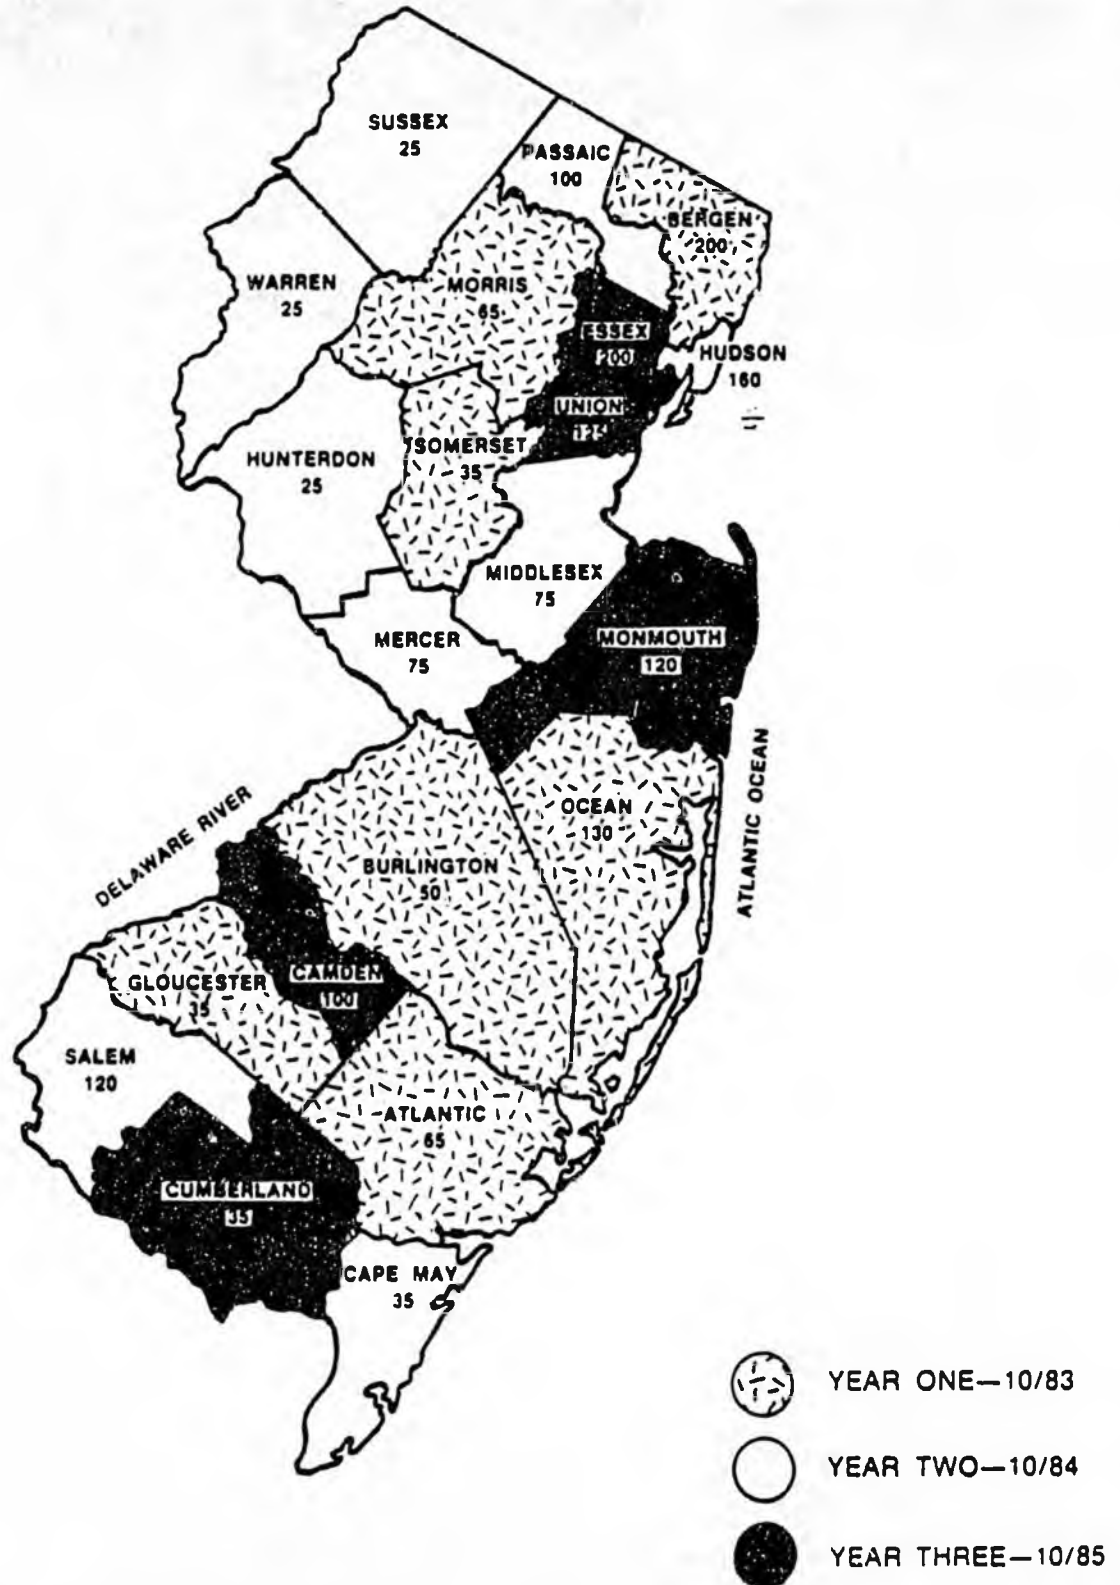 SUSSEX
25
PASSAIC
100
BERGEN
200
WARREN
25
MORRIS
65
ESSEX
200
HUDSON
160
UNION
125
SOMERSET
35
HUNTERDON
25
MIDDLESEX
75
MERCER
75
MONMOUTH
120
ATLANTIC OCEAN
OCEAN
130
DELAWARE RIVER
BURLINGTON
50
CAMDEN
100
GLOUCESTER
35
SALEM
120
ATLANTIC
65
CUMBERLAND
35
CAPE MAY
35
YEAR ONE—10/83
YEAR TWO—10/84
YEAR THREE—10/85